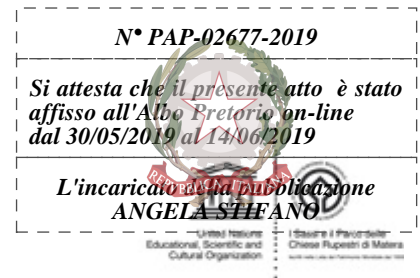 N° PAP-02677-2019
Si attesta che il presente atto è stato
affisso all'Albo Pretorio on-line
dal 30/05/2019 al 14/06/2019
L'incaricato della pubblicazione
ANGELA STIFANO
United Nations
Educational, Scientific and
Cultural Organization
I Sassi e il Parco delle
Chiese Rupestri di Matera